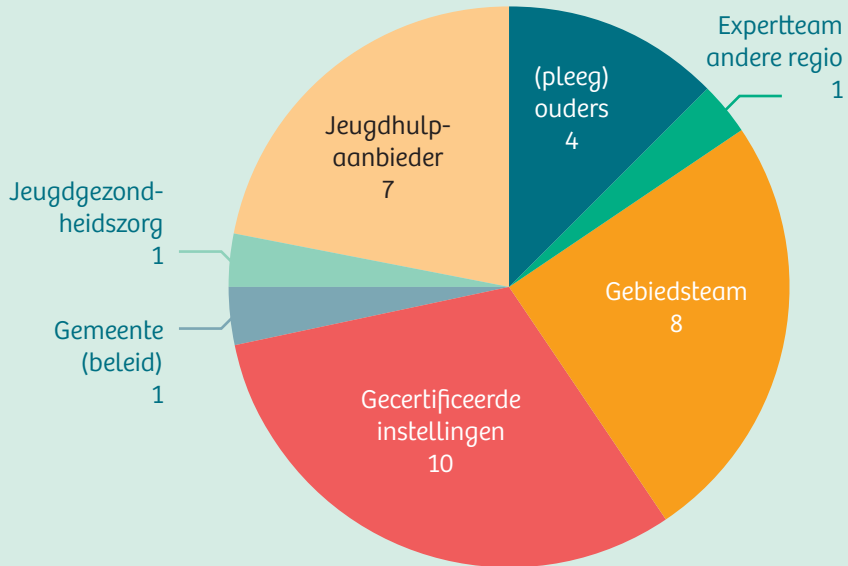 Expertteam
andere regio
1
(pleeg)
ouders
4
Jeugdhulp-
aanbieder
7
Jeugdgezond-
heidszorg
1
Gebiedsteam
8
Gemeente
(beleid)
1
Gecertificeerde
instellingen
10